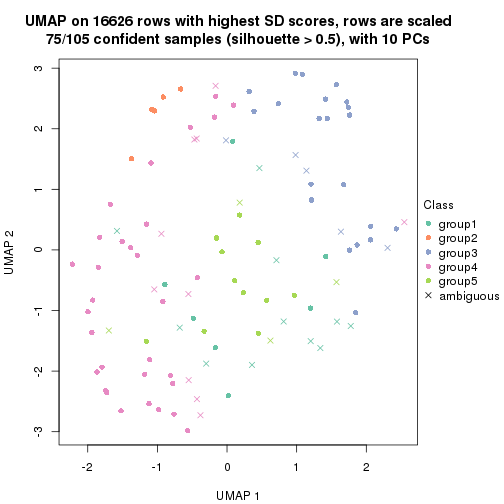 UMAP on 16626 rows with highest SD scores, rows are scaled
75/105 confident samples (silhouette > 0.5), with 10 PCs
3
2
1
0
-1
-2
-3
UMAP 2
-2
-1
0
1
2
UMAP 1
Class
group1
group2
group3
group4
group5
ambiguous